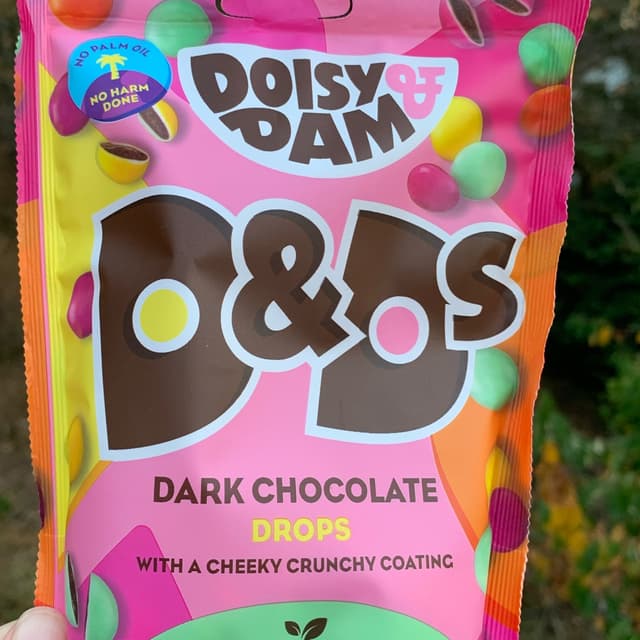 NO PALM OIL
NO HARM
DONE
DOISY &
DAM
D&Ds
DARK CHOCOLATE
DROPS
WITH A CHEEKY CRUNCHY COATING